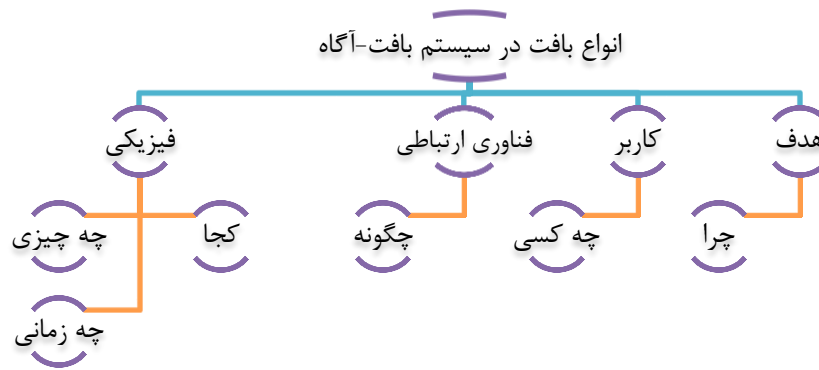 انواع بافت در سیستم بافت-آگاه
هدف
کاربر
فناوری ارتباطی
فیزیکی
چرا
چه کسی
چگونه
کجا
چه چیزی
چه زمانی